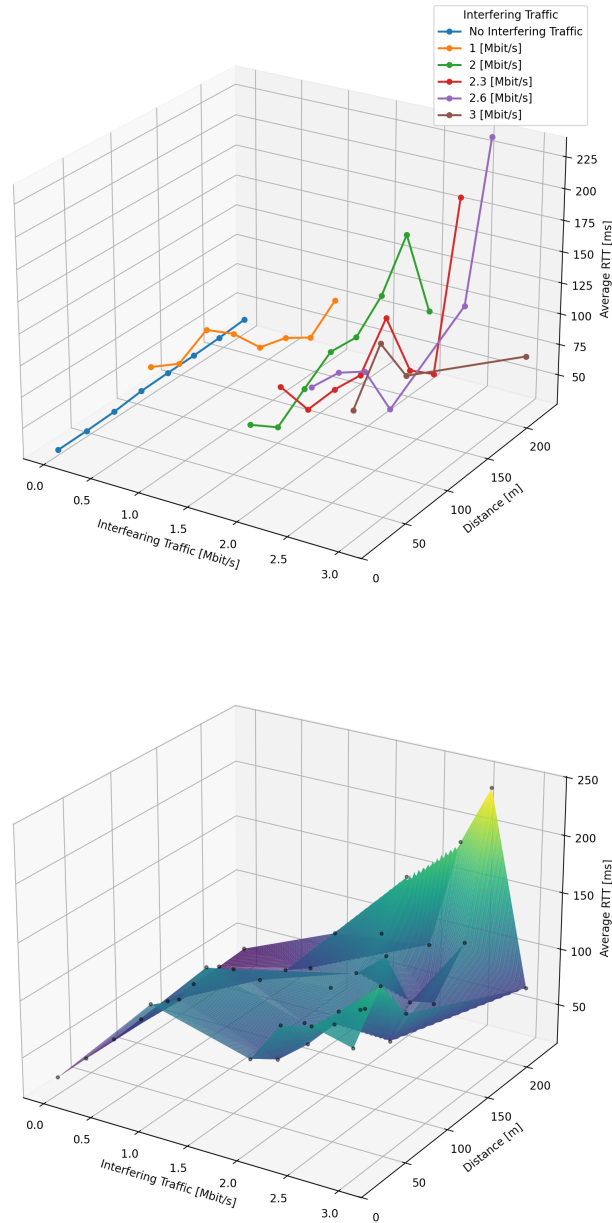 Interfering Traffic
No Interfering Traffic
1 [Mbit/s]
2 [Mbit/s]
2.3 [Mbit/s]
2.6 [Mbit/s]
3 [Mbit/s]
225
200
175
150
125
100
75
50
Average RTT [ms]
0.0
0.5
1.0
1.5
2.0
2.5
3.0
Interfearing Traffic [Mbit/s]
0
50
100
150
200
Distance [m]
250
200
150
100
50
Average RTT [ms]
0.0
0.5
1.0
1.5
2.0
2.5
3.0
Interfering Traffic [Mbit/s]
0
50
100
150
200
Distance [m]